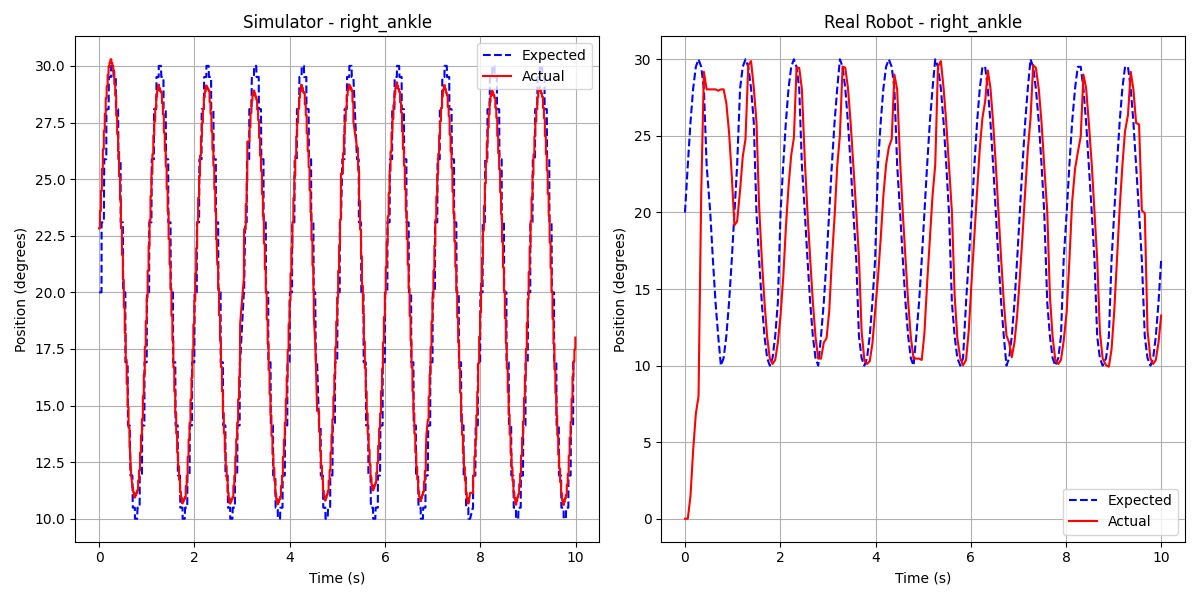 Simulator - right_ankle
Position (degrees)
30.0
27.5
25.0
22.5
20.0
17.5
15.0
12.5
10.0
0
2
4
6
8
10
Time (s)
Expected
Actual
Real Robot - right_ankle
Position (degrees)
30
25
20
15
10
5
0
0
2
4
6
8
10
Time (s)
Expected
Actual